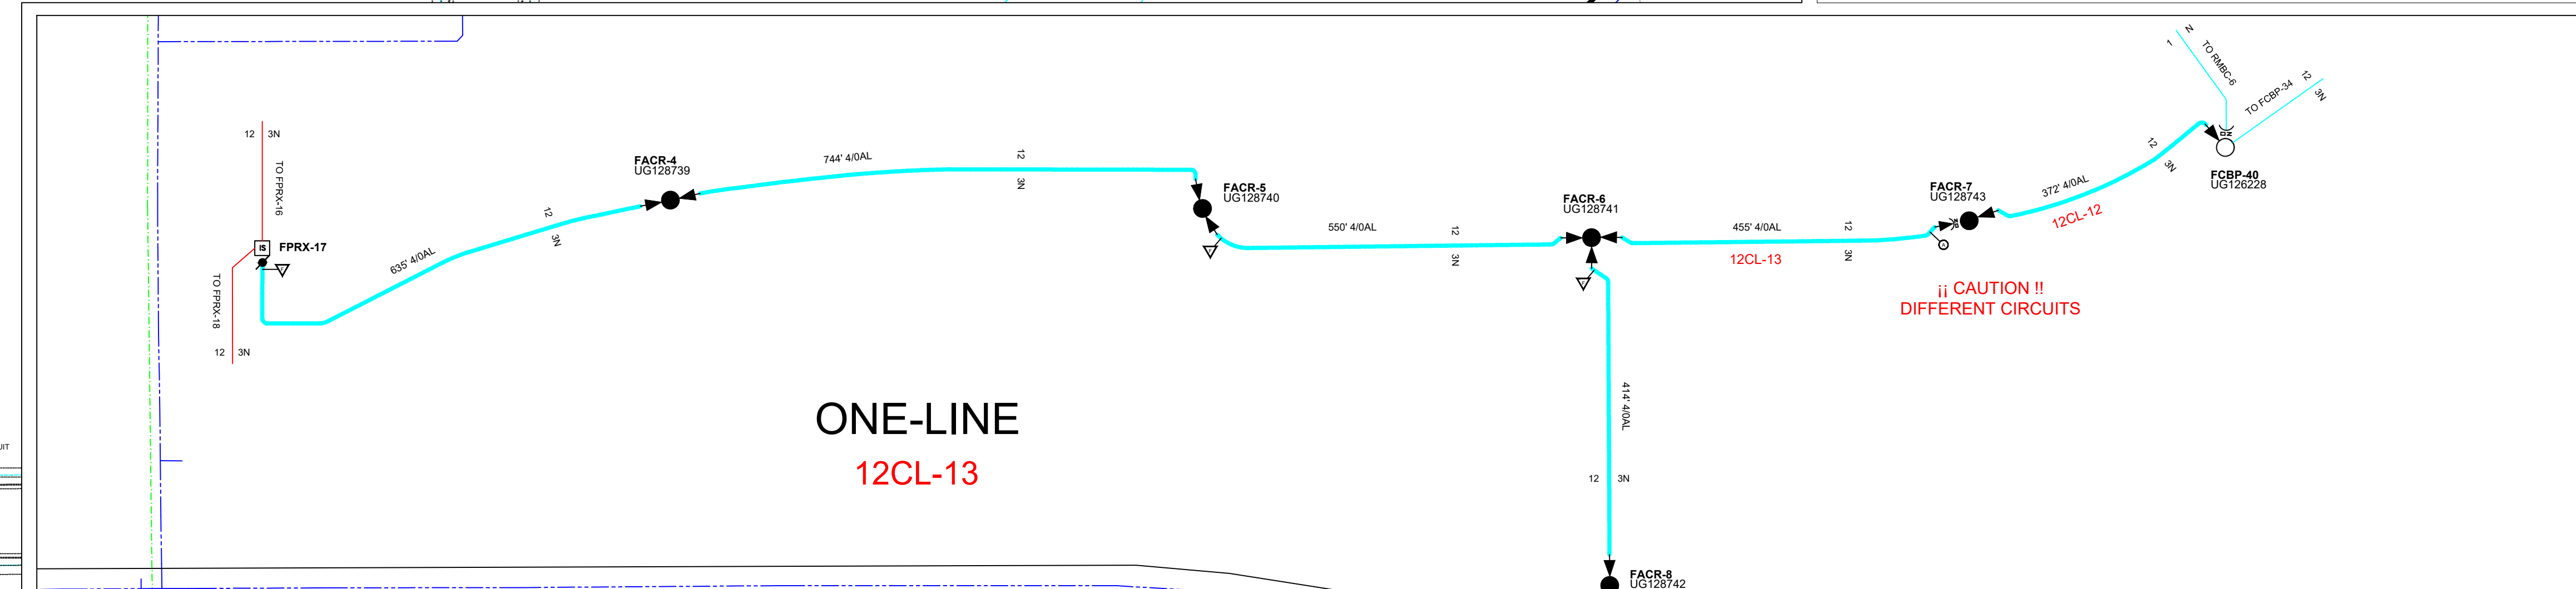 1
N
TO RMBC-6
12
TO FCBP-34
3N
12
3N
TO FPRX-16
FPRX-17
IS
TO FPRX-18
12
3N
635' 4/0AL
12
3N
FACR-4
UG128739
744' 4/0AL
12
3N
FACR-5
UG128740
550' 4/0AL
12
3N
FACR-6
UG128741
455' 4/0AL
12CL-13
12
3N
A
FACR-7
UG128743
372' 4/0AL
12CL-12
12
3N
FCBP-40
UG126228
¡¡ CAUTION !!
DIFFERENT CIRCUITS
414' 4/0AL
12
3N
FACR-8
UG128742
ONE-LINE
12CL-13
UIT